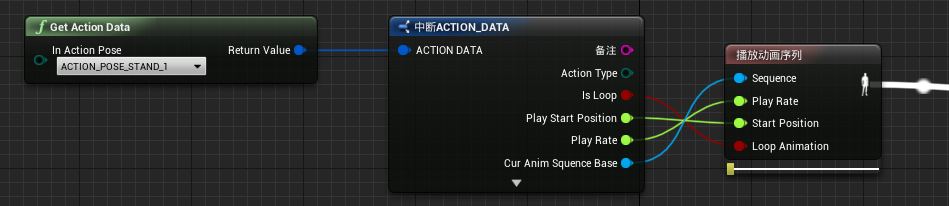 Get Action Data
In Action Pose
ACTION_POSE_STAND_1
Return Value
中断ACTION_DATA
ACTION DATA
备注
Action Type
Is Loop
Play Start Position
Play Rate
Cur Anim Squence Base
播放动画序列
Sequence
Play Rate
Start Position
Loop Animation